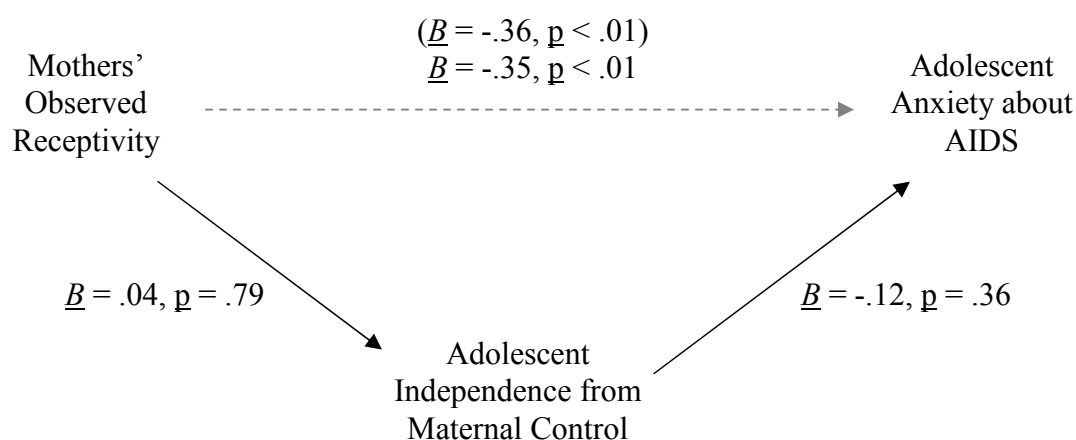 (B = -.36, p < .01)
B = -.35, p < .01
Mothers’
Observed
Receptivity
Adolescent
Anxiety about
AIDS
B = .04, p = .79
B = -.12, p = .36
Adolescent
Independence from
Maternal Control